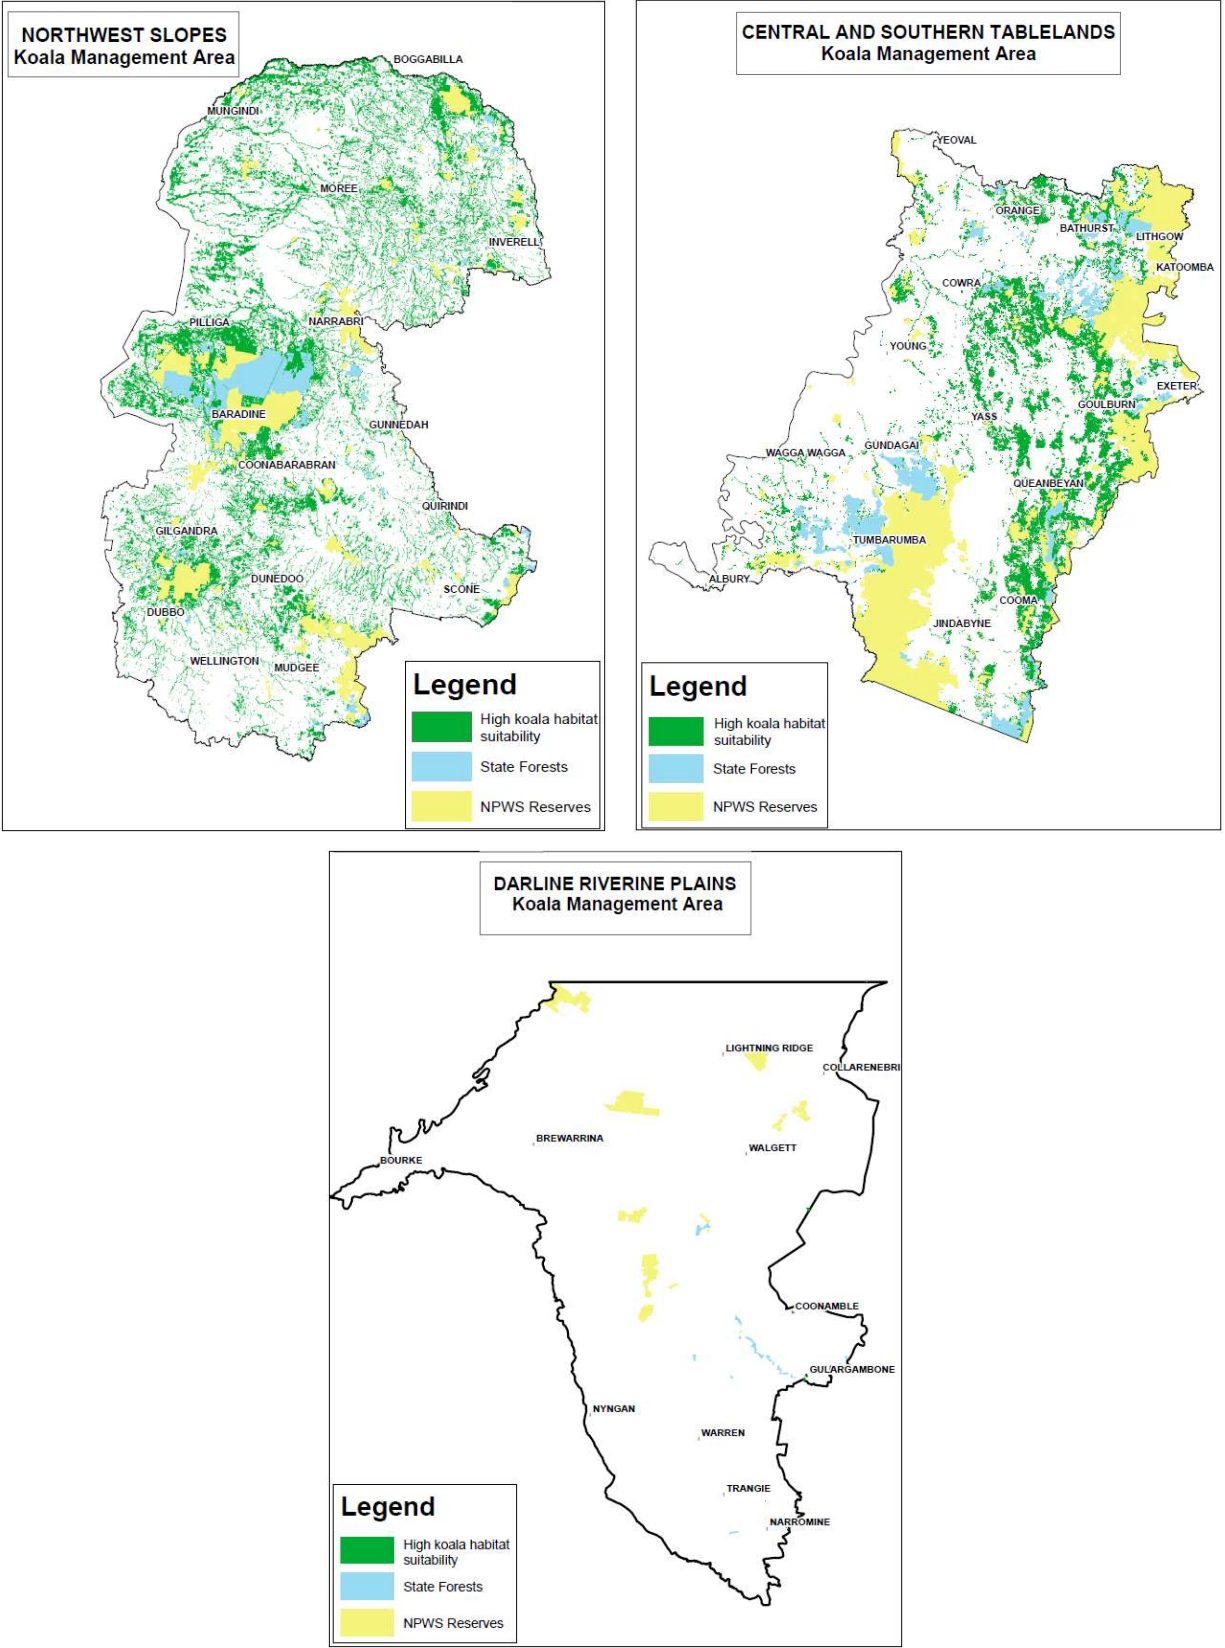 NORTHWEST SLOPES
Koala Management Area
BOGGABILLA
MUNGINDI
MOREE
INVERELL
PILLIGA
NARRABRI
BARADINE
GUNNEDAH
COONABARABRAN
QUIRINDI
GILGANDRA
DUNEDOO
SCONE
DUBBO
WELLINGTON
MUDGEE
Legend
High koala habitat
suitability
State Forests
NPWS Reserves
CENTRAL AND SOUTHERN TABLELANDS
Koala Management Area
YEOVAL
ORANGE
BATHURST
LITHGOW
KATOOMBA
COWRA
YOUNG
EXETER
GOULBURN
YASS
GUNDAGAI
WAGGA WAGGA
QUEANBEYAN
TUMBARUMBA
ALBURY
COOMA
JINDABYNE
Legend
High koala habitat
suitability
State Forests
NPWS Reserves
DARLINE RIVERINE PLAINS
Koala Management Area
LIGHTNING RIDGE
COLLARENEBRI
BREWARRINA
WALGETT
BOURKE
COONAMBLE
GULARGAMBONE
NYNGAN
WARREN
TRANGIE
NARROMINE
Legend
High koala habitat
suitability
State Forests
NPWS Reserves